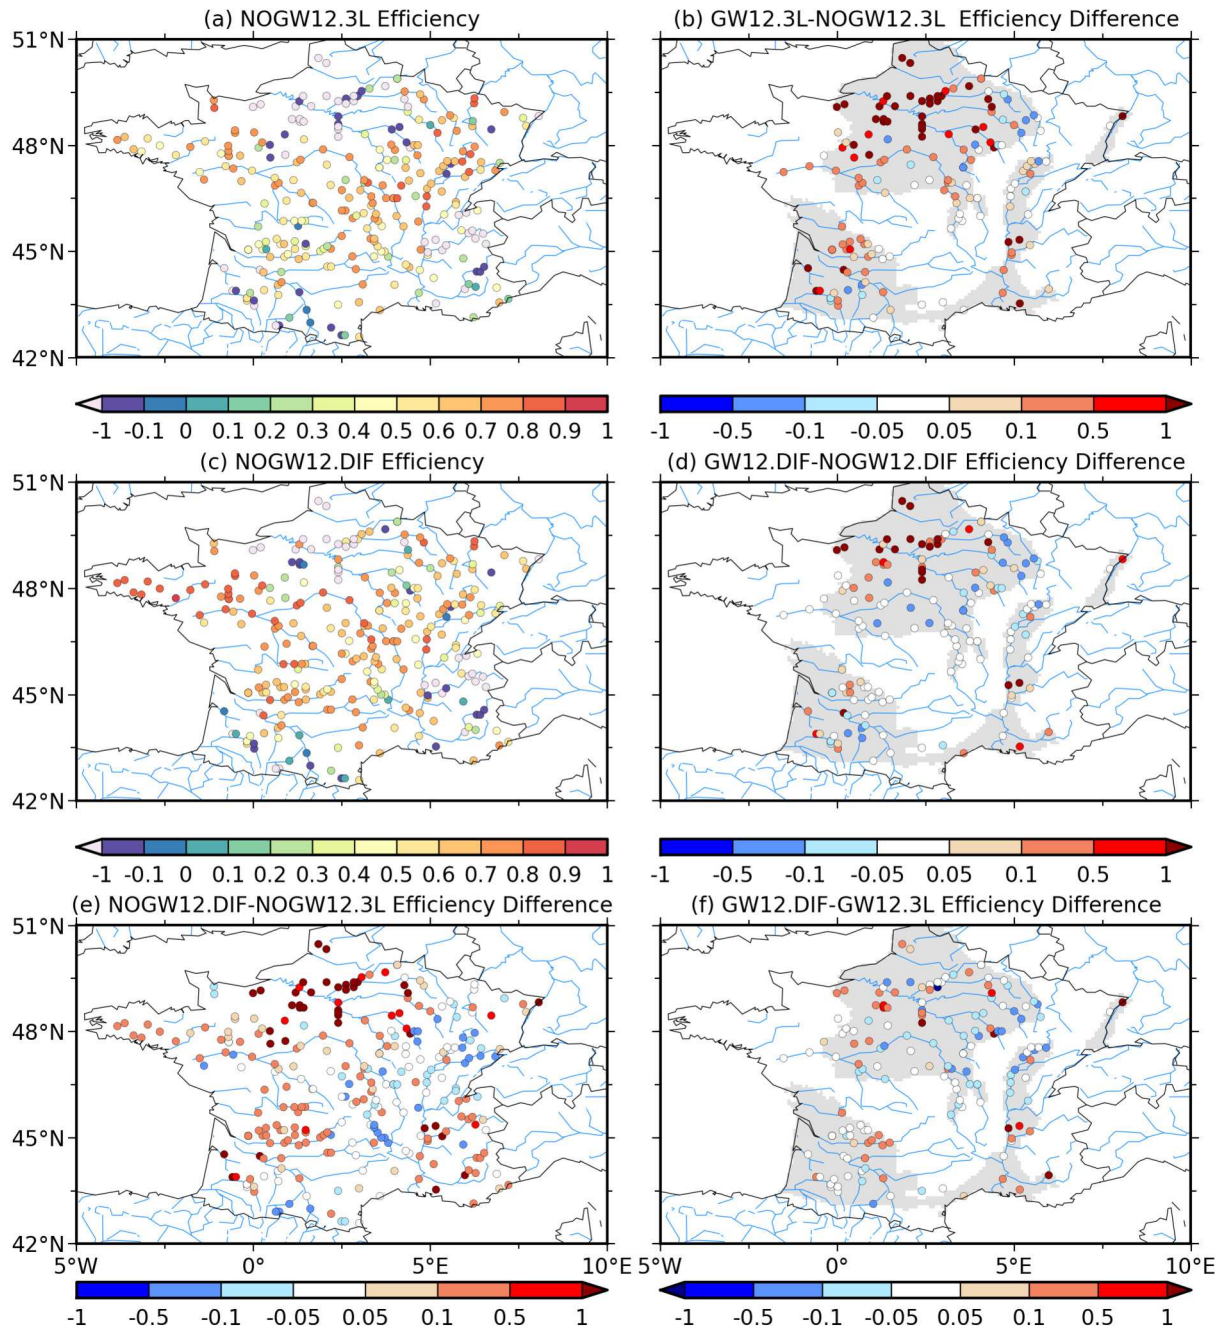 (a) NOGW12.3L Efficiency
(b) GW12.3L-NOGW12.3L Efficiency Difference
51°N
48°N
45°N
42°N
-1 -0.1 0 0.1 0.2 0.3 0.4 0.5 0.6 0.7 0.8 0.9 1
-1 -0.5 -0.1 -0.05 0.05 0.1 0.5 1
(c) NOGW12.DIF Efficiency
(d) GW12.DIF-NOGW12.DIF Efficiency Difference
51°N
48°N
45°N
42°N
-1 -0.1 0 0.1 0.2 0.3 0.4 0.5 0.6 0.7 0.8 0.9 1
-1 -0.5 -0.1 -0.05 0.05 0.1 0.5 1
(e) NOGW12.DIF-NOGW12.3L Efficiency Difference
(f) GW12.DIF-GW12.3L Efficiency Difference
51°N
48°N
45°N
42°N
5°W 0° 5°E 10°E
5°W 0° 5°E 10°E
-1 -0.5 -0.1 -0.05 0.05 0.1 0.5 1
-1 -0.5 -0.1 -0.05 0.05 0.1 0.5 1